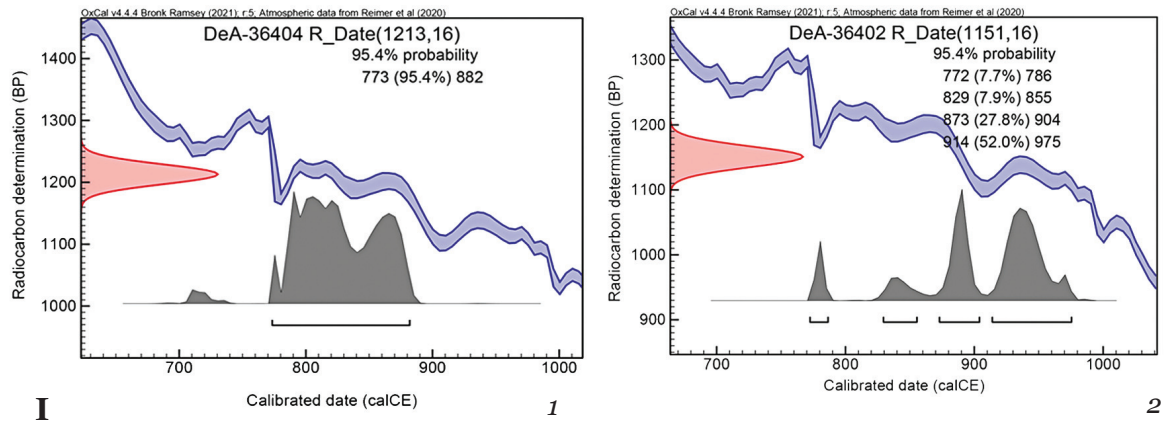 OxCal v4.4.4 Bronk Ramsey (2021); r:5; Atmospheric data from Reimer et al (2020)
DeA-36404 R_Date(1213,16)
95.4% probability
773 (95.4%) 882
Radiocarbon determination (BP)
1400
1300
1200
1100
1000
700 800 900 1000
Calibrated date (calCE)
I
1
OxCal v4.4.4 Bronk Ramsey (2021); r:5; Atmospheric data from Reimer et al (2020)
DeA-36402 R_Date(1151,16)
95.4% probability
772 (7.7%) 786
829 (7.9%) 855
873 (27.8%) 904
914 (52.0%) 975
Radiocarbon determination (BP)
1300
1200
1100
1000
900
700 800 900 1000
Calibrated date (calCE)
2